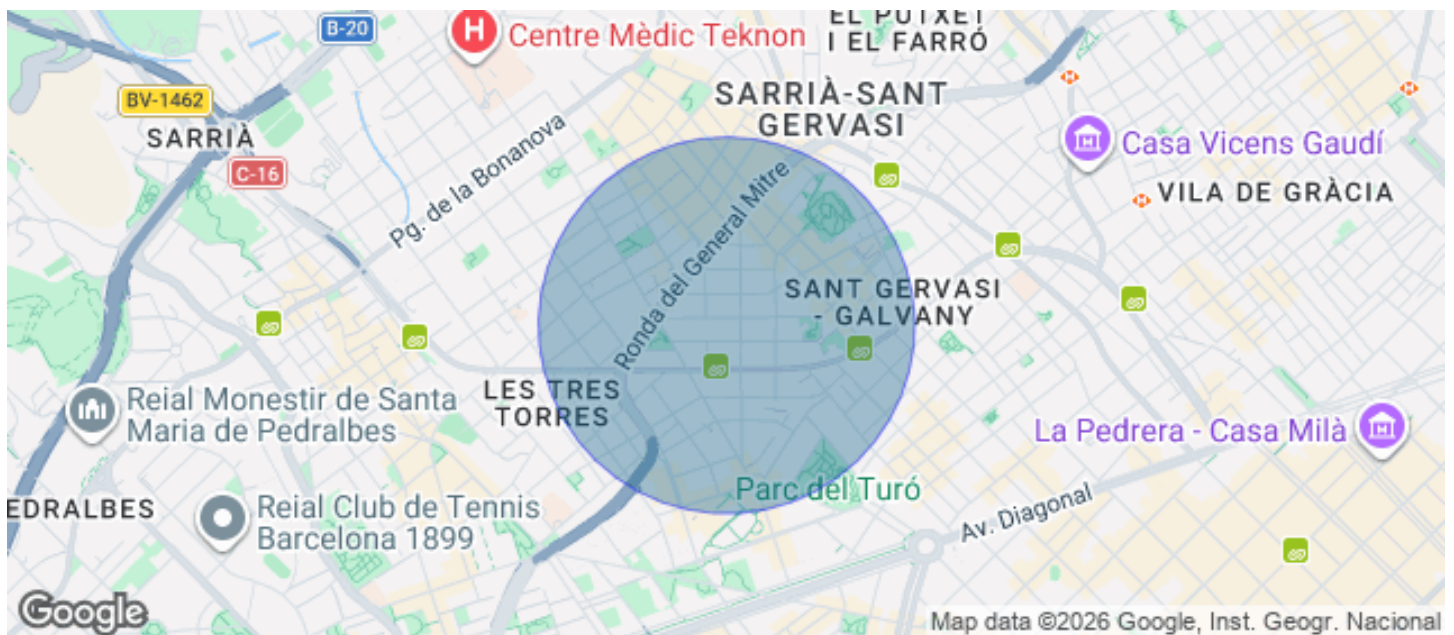 EL PUTXET
I EL FARRÓ
B-20
Centre Mèdic Teknon
BV-1462
SARRIÀ-SANT
GERVASI
SARRIÀ
Casa Vicens Gaudí
C-16
Pg. de la Bonanova
Ronda del General Mitre
VILA DE GRÀCIA
SANT GERVASI
- GALVANY
LES TRES
TORRES
Reial Monestir de Santa
Maria de Pedralbes
La Pedrera - Casa Milà
Parc del Turó
EDRALBES
Reial Club de Tennis
Barcelona 1899
Av. Diagonal
Google
Map data ©2026 Google, Inst. Geogr. Nacional